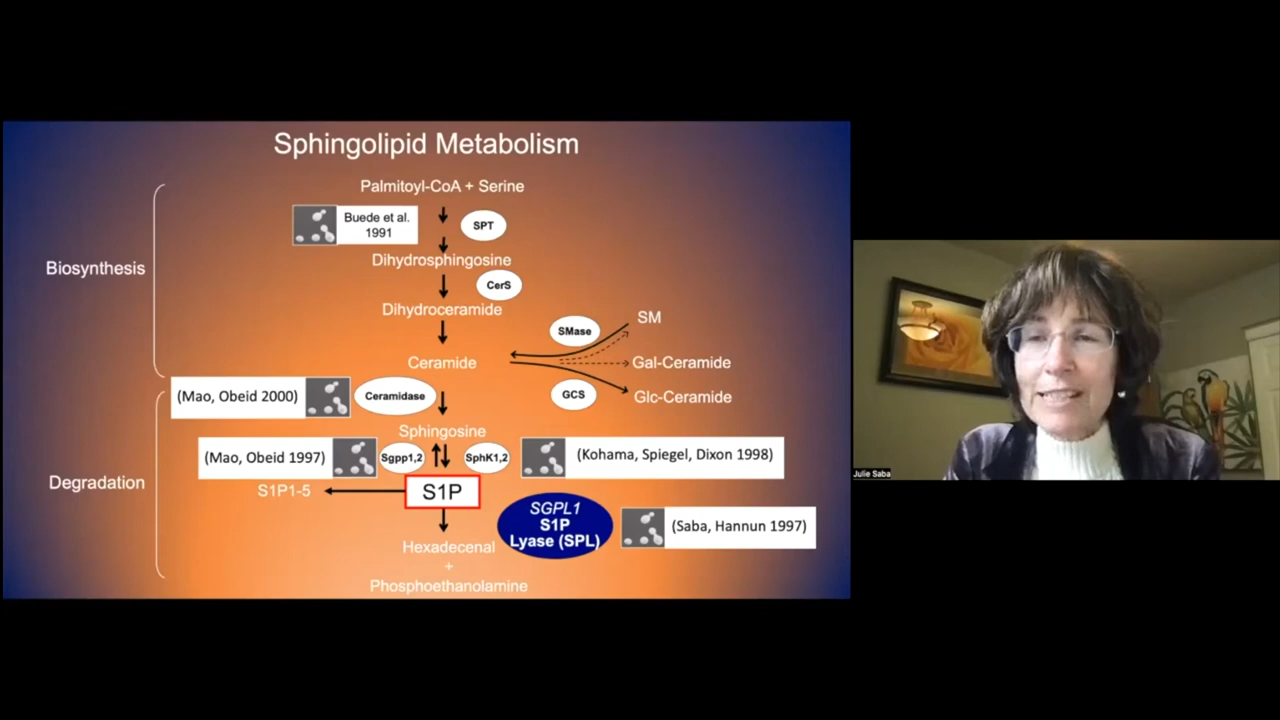 Sphingolipid Metabolism
Palmitoyl-CoA + Serine
Buede et al.
1991
SPT
Dihydrosphingosine
Biosynthesis
CerS
Dihydroceramide
SM
SMase
Ceramide
Gal-Ceramide
(Mao, Obeid 2000)
Ceramidase
GCS
Glc-Ceramide
Sphingosine
(Mao, Obeid 1997)
Sgpp1,2
SphK1,2
(Kohama, Spiegel, Dixon 1998)
Degradation
S1P1-5
S1P
SGPL1
S1P
Lyase (SPL)
(Saba, Hannun 1997)
Hexadecenal
+
Phosphoethanolamine
Julie Saba